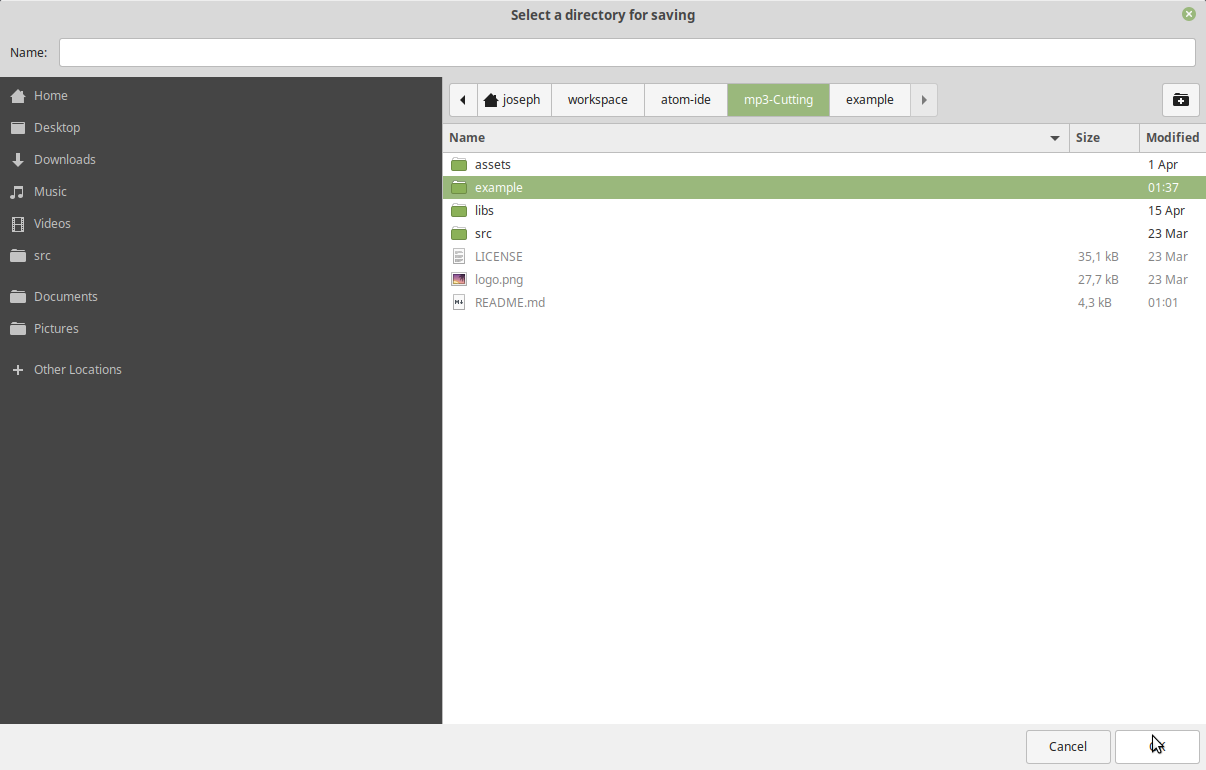 Select a directory for saving
Name:
Home
Desktop
Downloads
Music
Videos
src
Documents
Pictures
Other Locations
joseph workspace atom-ide mp3-Cutting example
Name Size Modified
assets 1 Apr
example 01:37
libs 15 Apr
src 23 Mar
LICENSE 35,1 kB 23 Mar
logo.png 27,7 kB 23 Mar
README.md 4,3 kB 01:01
Cancel